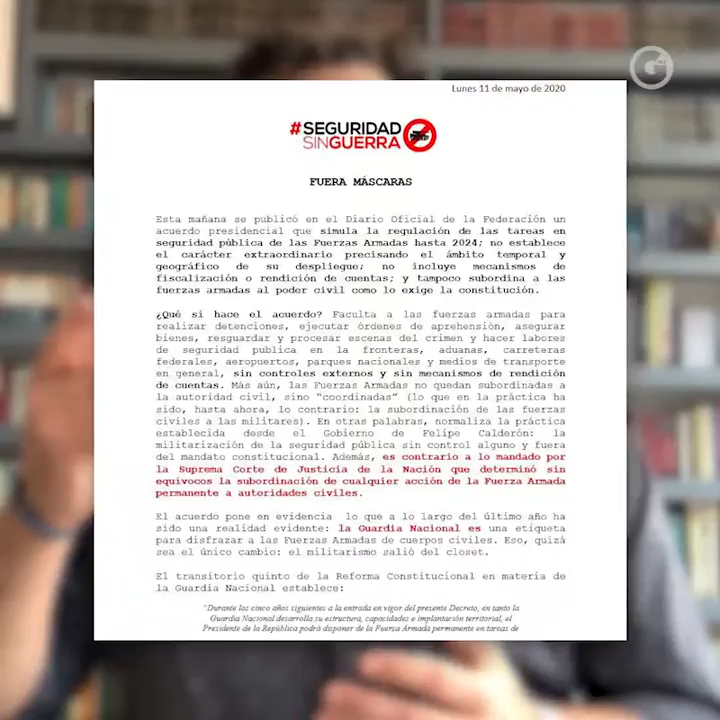 Lunes 11 de mayo de 2020
#SEGURIDAD
SINGUERRA
FUERA MÁSCARAS
Esta mañana se publicó en el Diario Oficial de la Federación un
acuerdo presidencial que simula la regulación de las tareas en
seguridad pública de las Fuerzas Armadas hasta 2024; no establece
el carácter extraordinario precisando el ámbito temporal y
geográfico de su despliegue; no incluye mecanismos de
fiscalización o rendición de cuentas; y tampoco subordina a las
fuerzas armadas al poder civil como lo exige la constitución.
¿Qué sí hace el acuerdo? Faculta a las fuerzas armadas para
realizar detenciones, ejecutar órdenes de aprehensión, asegurar
bienes, resguardar y procesar escenas del crimen y hacer labores
de seguridad publica en la fronteras, aduanas, carreteras
federales, aeropuertos, parques nacionales y medios de transporte
en general, sin controles externos y sin mecanismos de rendición
de cuentas. Más aún, las Fuerzas Armadas no quedan subordinadas a
la autoridad civil, sino "coordinadas" (lo que en la práctica ha
sido, hasta ahora, lo contrario: la subordinación de las fuerzas
civiles a las militares). En otras palabras, normaliza la práctica
establecida desde el Gobierno de Felipe Calderón: la
militarización de la seguridad pública sin control alguno y fuera
del mandato constitucional. Además, es contrario a lo mandado por
la Suprema Corte de Justicia de la Nación que determinó sin
equívocos la subordinación de cualquier acción de la Fuerza Armada
permanente a autoridades civiles.
El acuerdo pone en evidencia lo que a lo largo del último año ha
sido una realidad evidente: la Guardia Nacional es una etiqueta
para disfrazar a las Fuerzas Armadas de cuerpos civiles. Eso, quizá
sea el único cambio: el militarismo salió del closet.
El transitorio quinto de la Reforma Constitucional en materia de
la Guardia Nacional establece:
"Durante los cinco años siguientes a la entrada en vigor del presente Decreto, en tanto la
Guardia Nacional desarrolla su estructura, capacidades e implantación territorial, el
Presidente de la República podrá disponer de la Fuerza Armada permanente en tareas de